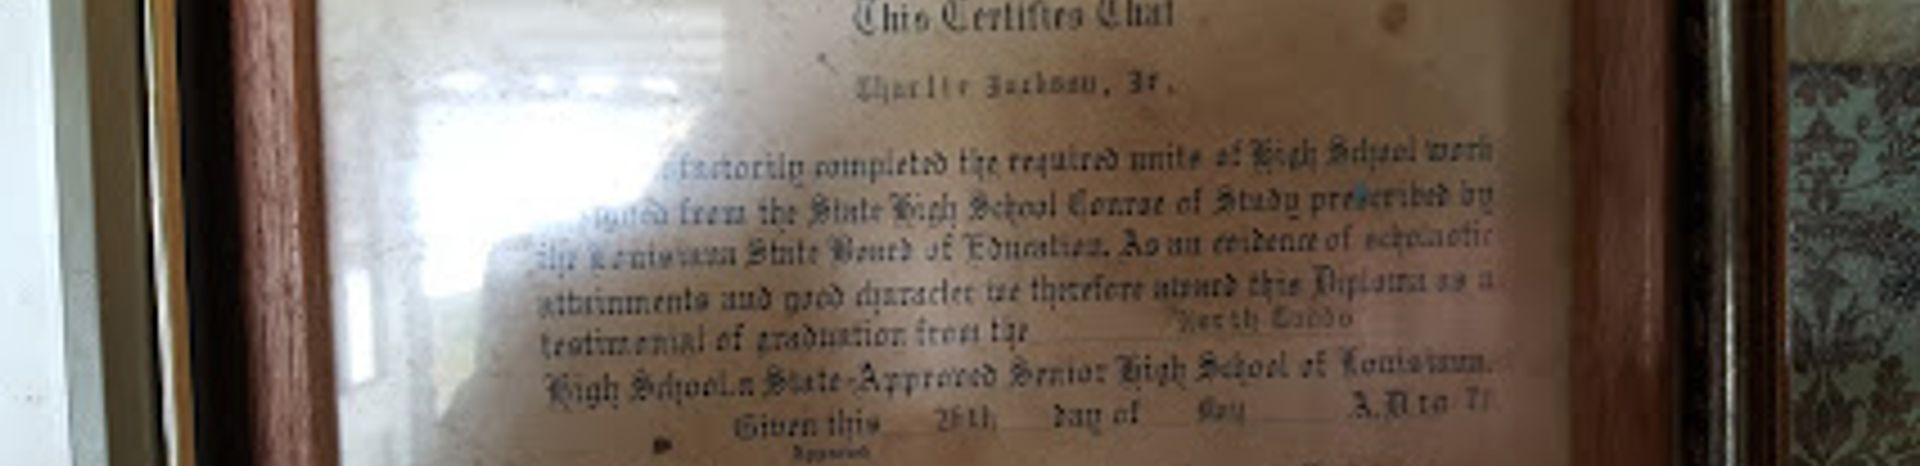 This Certifies That
Charlie Jackson, Jr.
factorily completed the required units of High School work
from the State High School Course of Study prescribed by
the Louisiana State Board of Education. As an evidence of scholastic
attainments and good character we therefore award this Diploma as a
testimonial of graduation from the North Caddo
High School, a State-Approved Senior High School of Louisiana.
Given this day of May A.D. 19
Approved